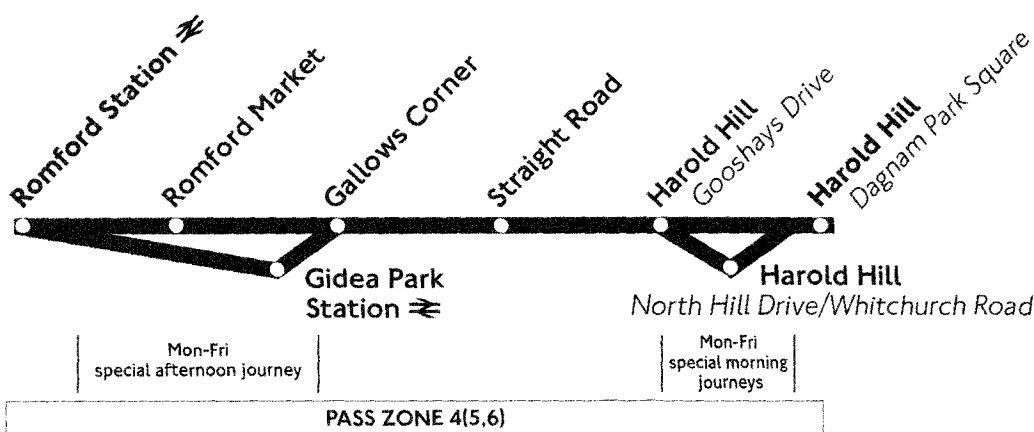 Romford Station
Romford Market
Gallows Corner
Straight Road
Harold Hill
Gooshays Drive
Harold Hill
Dagnam Park Square
Gidea Park
Station
Harold Hill
North Hill Drive/Whitchurch Road
Mon-Fri
special afternoon journey
Mon-Fri
special morning
journeys
PASS ZONE 4(5,6)